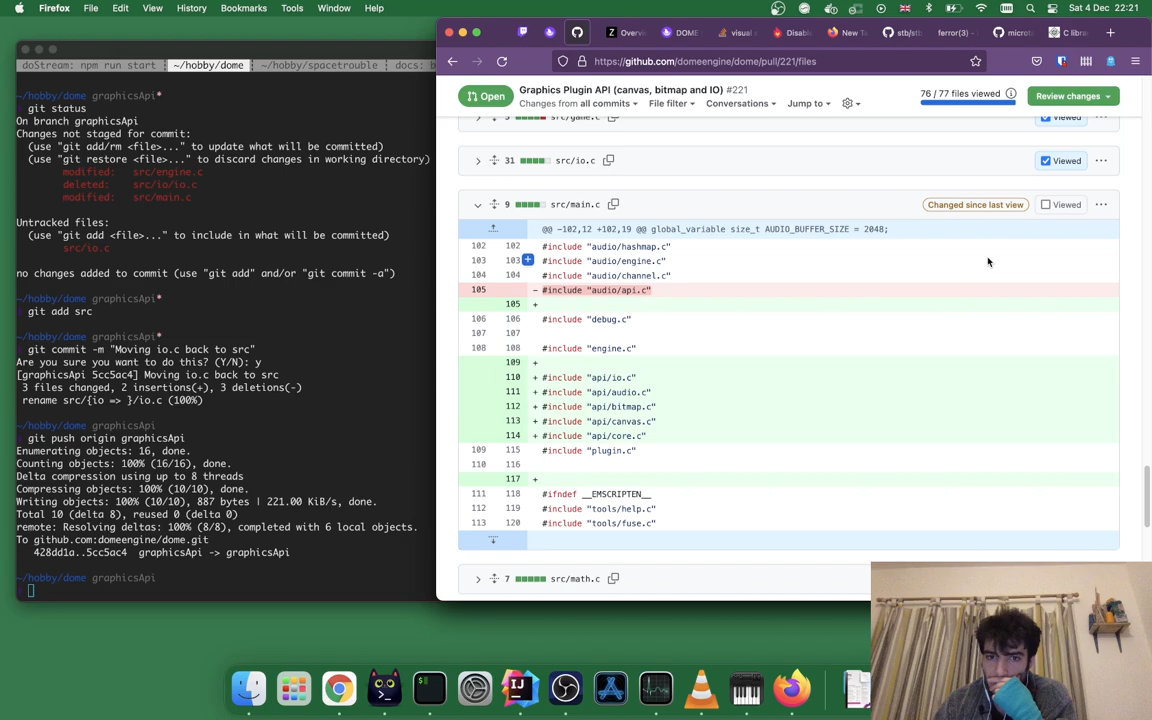 Firefox File Edit View History Bookmarks Tools Window Help Sat 4 Dec 22:21
doStream: npm run start ~/hobby/dome ~/hobby/spacetrouble docs: b
~/hobby/dome graphicsApi*
git status
On branch graphicsApi
Changes not staged for commit:
(use "git add/rm <file>..." to update what will be committed)
(use "git restore <file>..." to discard changes in working directory)
modified: src/engine.c
deleted: src/io/io.c
modified: src/main.c
Untracked files:
(use "git add <file>..." to include in what will be committed)
src/io.c
no changes added to commit (use "git add" and/or "git commit -a")
~/hobby/dome graphicsApi*
git add src
~/hobby/dome graphicsApi*
git commit -m "Moving io.c back to src"
Are you sure you want to do this? (Y/N): y
[graphicsApi 5cc5ac4] Moving io.c back to src
3 files changed, 2 insertions(+), 3 deletions(-)
rename src/{io => }/io.c (100%)
~/hobby/dome graphicsApi
git push origin graphicsApi
Enumerating objects: 16, done.
Counting objects: 100% (16/16), done.
Delta compression using up to 8 threads
Compressing objects: 100% (10/10), done.
Writing objects: 100% (10/10), 887 bytes | 221.00 KiB/s, done.
Total 10 (delta 8), reused 0 (delta 0)
remote: Resolving deltas: 100% (8/8), completed with 6 local objects.
To github.com:domeengine/dome.git
428dd1a..5cc5ac4 graphicsApi -> graphicsApi
~/hobby/dome graphicsApi
Overvi DOME visual Disabl New Ta stb/stb ferror(3) - microta C libra
https://github.com/domeengine/dome/pull/221/files
Open Graphics Plugin API (canvas, bitmap and IO) #221
Changes from all commits File filter Conversations Jump to
76 / 77 files viewed Review changes
src/game.c Viewed
31 src/io.c Viewed
9 src/main.c Changed since last view Viewed
@@ -102,12 +102,19 @@ global_variable size_t AUDIO_BUFFER_SIZE = 2048;
102 102 #include "audio/hashmap.c"
103 103 #include "audio/engine.c"
104 104 #include "audio/channel.c"
105 - #include "audio/api.c"
105 +
106 106 #include "debug.c"
107 107
108 108 #include "engine.c"
109 +
110 + #include "api/io.c"
111 + #include "api/audio.c"
112 + #include "api/bitmap.c"
113 + #include "api/canvas.c"
114 + #include "api/core.c"
109 115 #include "plugin.c"
110 116
117 +
111 118 #ifndef __EMSCRIPTEN__
112 119 #include "tools/help.c"
113 120 #include "tools/fuse.c"
7 src/math.c